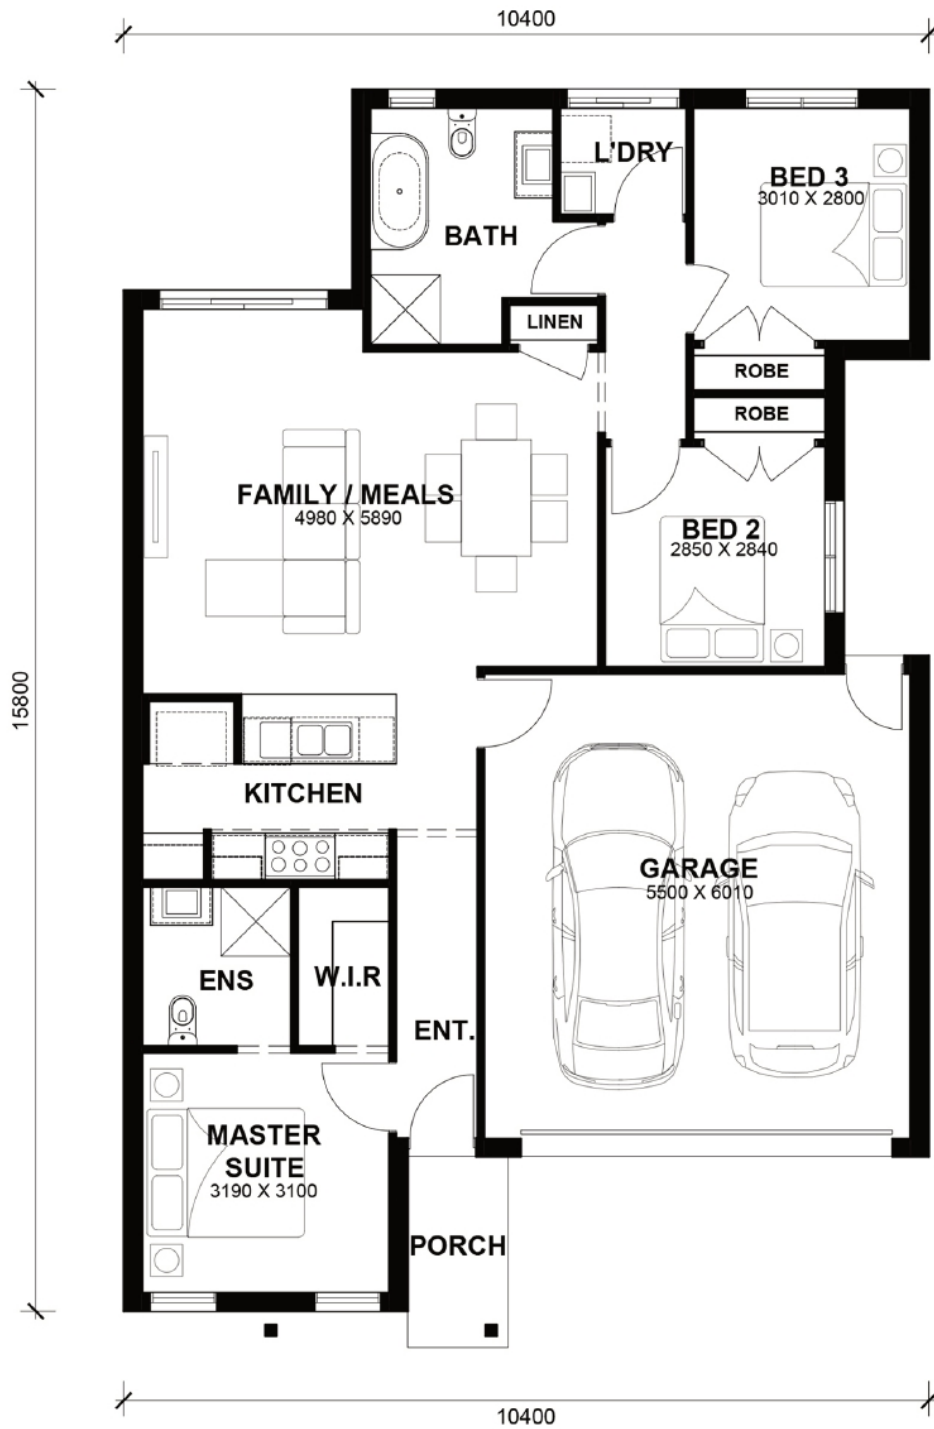 10400
L'DRY
BED 3
3010 X 2800
BATH
LINEN
ROBE
ROBE
FAMILY / MEALS
4980 X 5890
BED 2
2850 X 2840
15800
KITCHEN
GARAGE
5500 X 6010
ENS
W.I.R
ENT.
MASTER
SUITE
3190 X 3100
PORCH
10400